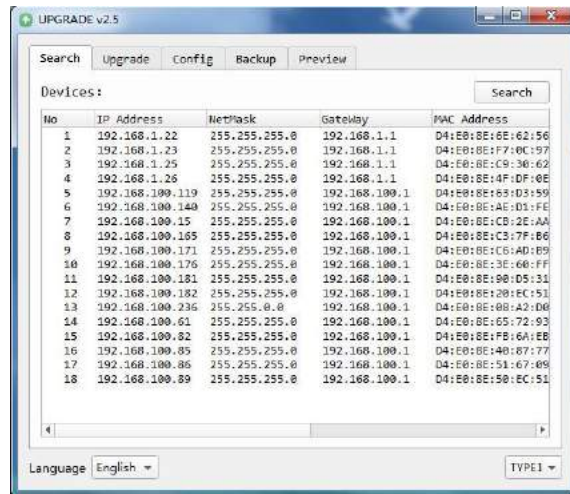 UPGRADE v2.5
Search Upgrade Config Backup Preview
Devices: Search
No IP Address NetMask GateWay MAC Address
1 192.168.1.22 255.255.255.0 192.168.1.1 D4:E0:8E:6E:62:56
2 192.168.1.23 255.255.255.0 192.168.1.1 D4:E0:8E:F7:0C:97
3 192.168.1.25 255.255.255.0 192.168.1.1 D4:E0:8E:C9:30:62
4 192.168.1.26 255.255.255.0 192.168.1.1 D4:E0:8E:4F:DF:0E
5 192.168.100.119 255.255.255.0 192.168.100.1 D4:E0:8E:63:D3:59
6 192.168.100.140 255.255.255.0 192.168.100.1 D4:E0:8E:AE:D1:FE
7 192.168.100.15 255.255.255.0 192.168.100.1 D4:E0:8E:CB:2E:AA
8 192.168.100.165 255.255.255.0 192.168.100.1 D4:E0:8E:C3:7F:B6
9 192.168.100.171 255.255.255.0 192.168.100.1 D4:E0:8E:C6:AD:B9
10 192.168.100.176 255.255.255.0 192.168.100.1 D4:E0:8E:3E:60:FF
11 192.168.100.181 255.255.255.0 192.168.100.1 D4:E0:8E:90:D5:31
12 192.168.100.182 255.255.255.0 192.168.100.1 D4:E0:8E:20:EC:51
13 192.168.100.236 255.255.0.0 192.168.100.1 D4:E0:8E:08:A2:D0
14 192.168.100.61 255.255.255.0 192.168.100.1 D4:E0:8E:65:72:93
15 192.168.100.82 255.255.255.0 192.168.100.1 D4:E0:8E:FB:6A:EB
16 192.168.100.85 255.255.255.0 192.168.100.1 D4:E0:8E:40:87:77
17 192.168.100.86 255.255.255.0 192.168.100.1 D4:E0:8E:51:67:09
18 192.168.100.89 255.255.255.0 192.168.100.1 D4:E0:8E:50:EC:51
Language English TYPE1